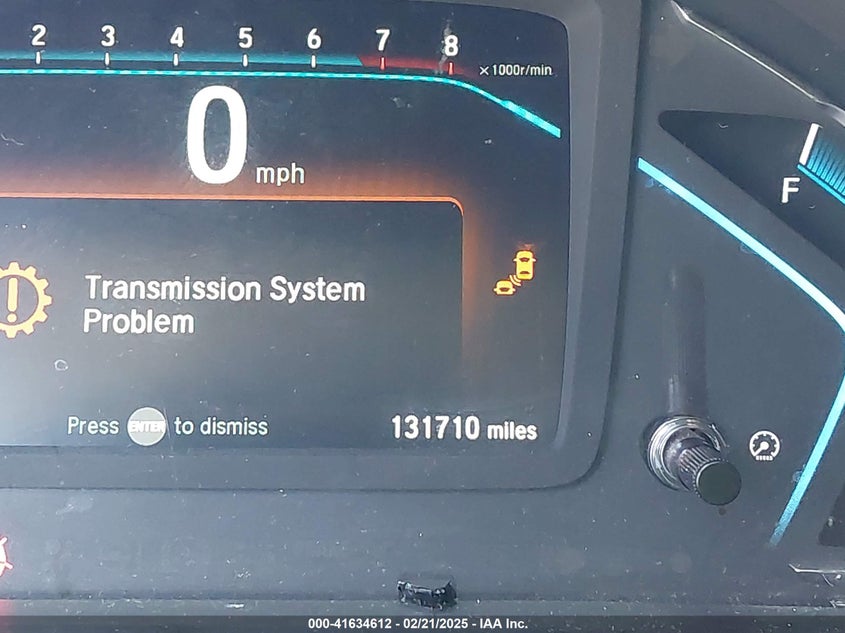 2 3 4 5 6 7 8
×1000r/min
0 mph
F
Transmission System
Problem
Press ENTER to dismiss
131710 miles
000-41634612 - 02/21/2025 - IAA Inc.